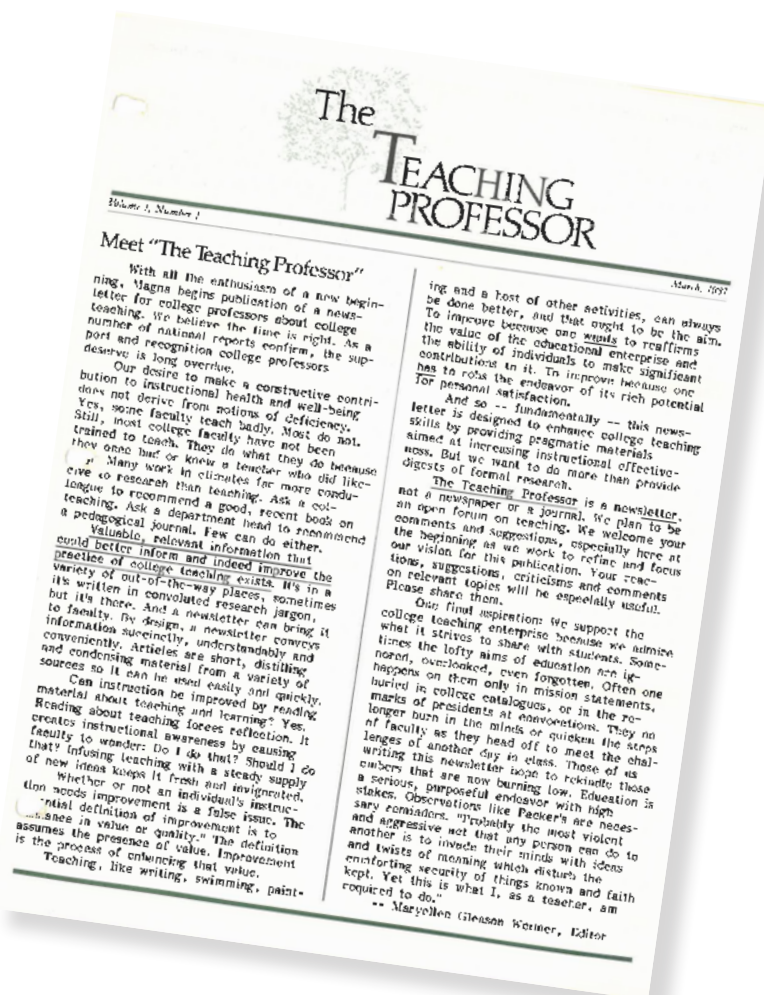 The
TEACHING
PROFESSOR
Volume 1, Number 1
March, 1987
Meet "The Teaching Professor"
With all the enthusiasm of a new begin-
ning, Magna begins publication of a news-
letter for college professors about college
teaching. We believe the time is right. As a
number of national reports confirm, the sup-
port and recognition college professors
deserve is long overdue.
Our desire to make a constructive contri-
bution to instructional health and well-being
does not derive from notions of deficiency.
Yes, some faculty teach badly. Most do not.
Still, most college faculty have not been
trained to teach. They do what they do because
they once had or knew a teacher who did like-
Many work in climates far more condu-
cive to research than teaching. Ask a col-
league to recommend a good, recent book on
teaching. Ask a department head to recommend
a pedagogical journal. Few can do either.
Valuable, relevant information that
could better inform and indeed improve the
practice of college teaching exists. It's in a
variety of out-of-the-way places, sometimes
it's written in convoluted research jargon,
but it's there. And a newsletter can bring it
to faculty. By design, a newsletter conveys
information succinctly, understandably and
conveniently. Articles are short, distilling
and condensing material from a variety of
sources so it can be used easily and quickly.
Can instruction be improved by reading
material about teaching and learning? Yes.
Reading about teaching forces reflection. It
creates instructional awareness by causing
faculty to wonder: Do I do that? Should I do
that? Infusing teaching with a steady supply
of new ideas keeps it fresh and invigorated.
Whether or not an individual's instruc-
tion needs improvement is a false issue. The
definition of improvement is to
in value or quality." The definition
assumes the presence of value. Improvement
is the process of enhancing that value.
Teaching, like writing, swimming, paint-
ing and a host of other activities, can always
be done better, and that ought to be the aim.
To improve because one wants to reaffirms
the value of the educational enterprise and
the ability of individuals to make significant
contributions to it. To improve because one
has to robs the endeavor of its rich potential
for personal satisfaction.
And so -- fundamentally -- this news-
letter is designed to enhance college teaching
skills by providing pragmatic materials
aimed at increasing instructional effective-
ness. But we want to do more than provide
digests of formal research.
The Teaching Professor is a newsletter,
not a newspaper or a journal. We plan to be
an open forum on teaching. We welcome your
comments and suggestions, especially here at
the beginning as we work to refine and focus
our vision for this publication. Your reac-
tions, suggestions, criticisms and comments
on relevant topics will be especially useful.
Please share them.
Our final aspiration: We support the
college teaching enterprise because we admire
what it strives to share with students. Some-
times the lofty aims of education are ig-
nored, overlooked, even forgotten. Often one
happens on them only in mission statements,
buried in college catalogues, or in the re-
marks of presidents at convocations. They no
longer burn in the minds or quicken the steps
of faculty as they head off to meet the chal-
lenges of another day in class. Those of us
writing this newsletter hope to rekindle those
embers that are now burning low. Education is
a serious, purposeful endeavor with high
stakes. Observations like Packer's are neces-
sary reminders. "Probably the most violent
and aggressive act that any person can do to
another is to invade their minds with ideas
and twists of meaning which disturb the
comforting security of things known and faith
kept. Yet this is what I, as a teacher, am
required to do."
-- Maryellen Gleason Weimer, Editor